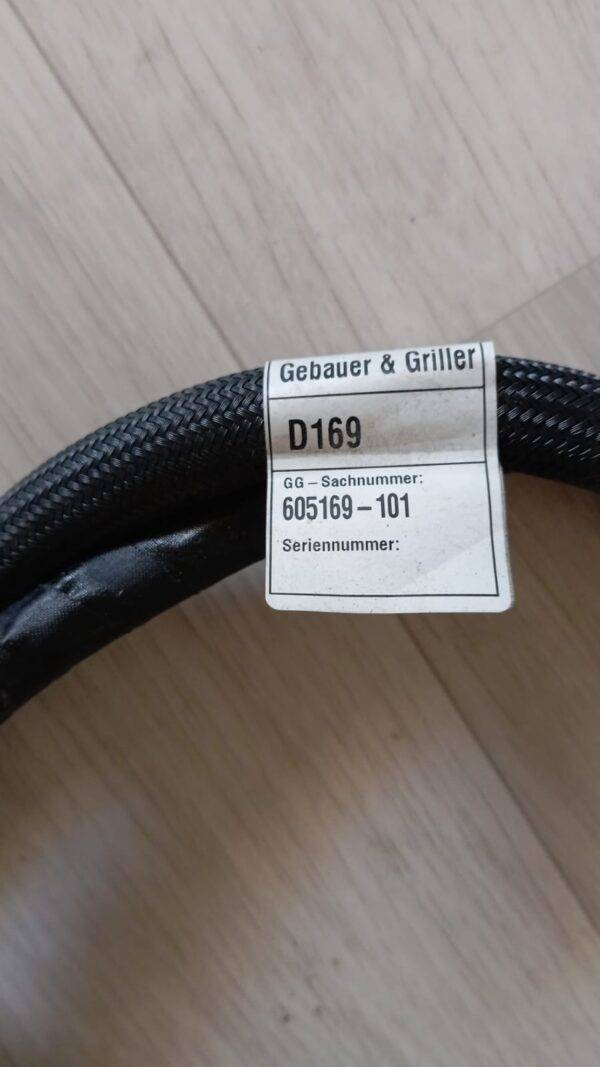 Gebauer & Griller
D169
GG – Sachnummer:
605169 – 101
Seriennummer: